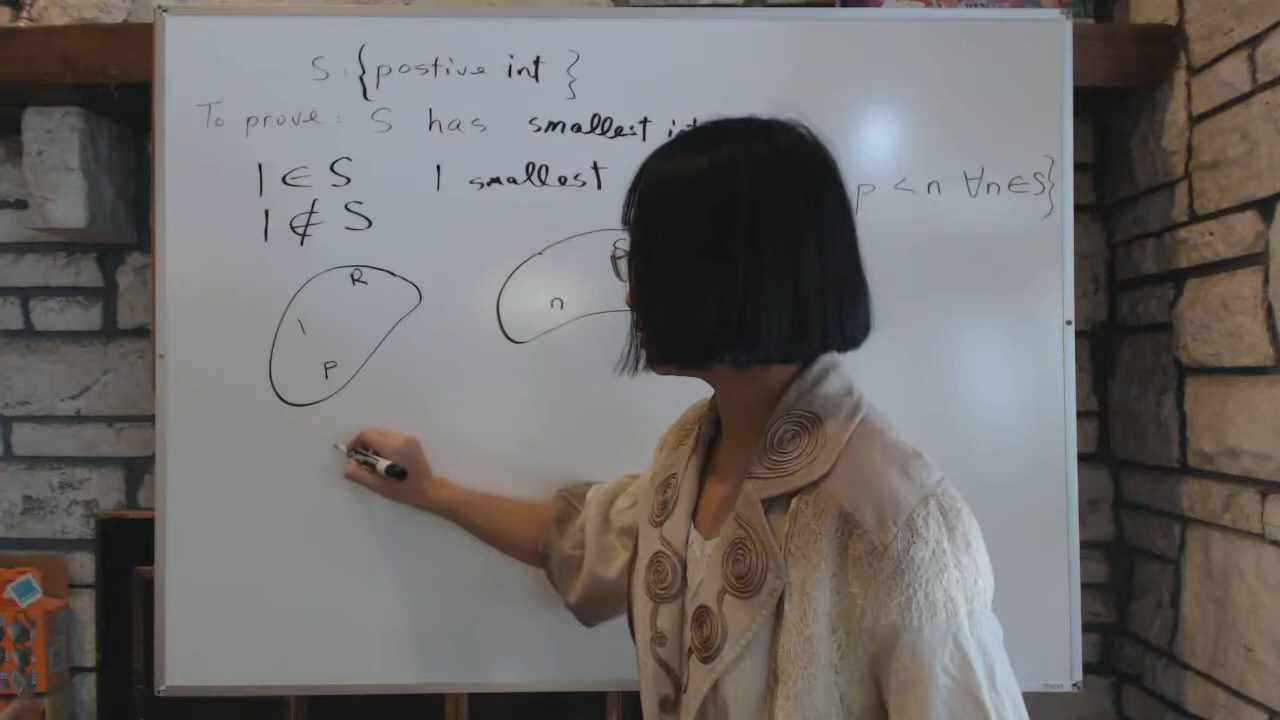 S : {postive int }
To prove : S has smallest
1 ∈ S 1 smallest p < n ∀n∈S}
1 ∉ S
R S
1 n
P